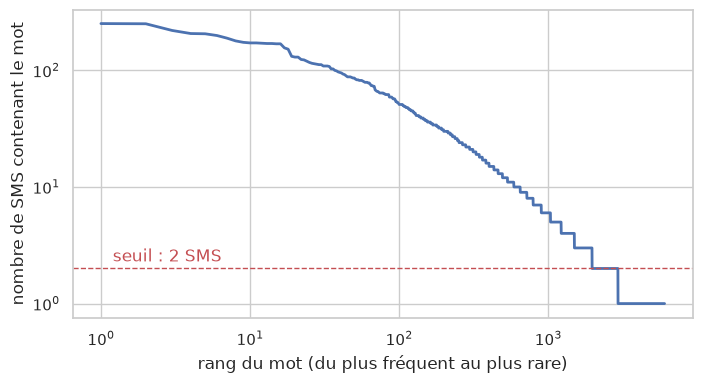 nombre de SMS contenant le mot
10²
10¹
10⁰
seuil : 2 SMS
10⁰ 10¹ 10² 10³
rang du mot (du plus fréquent au plus rare)